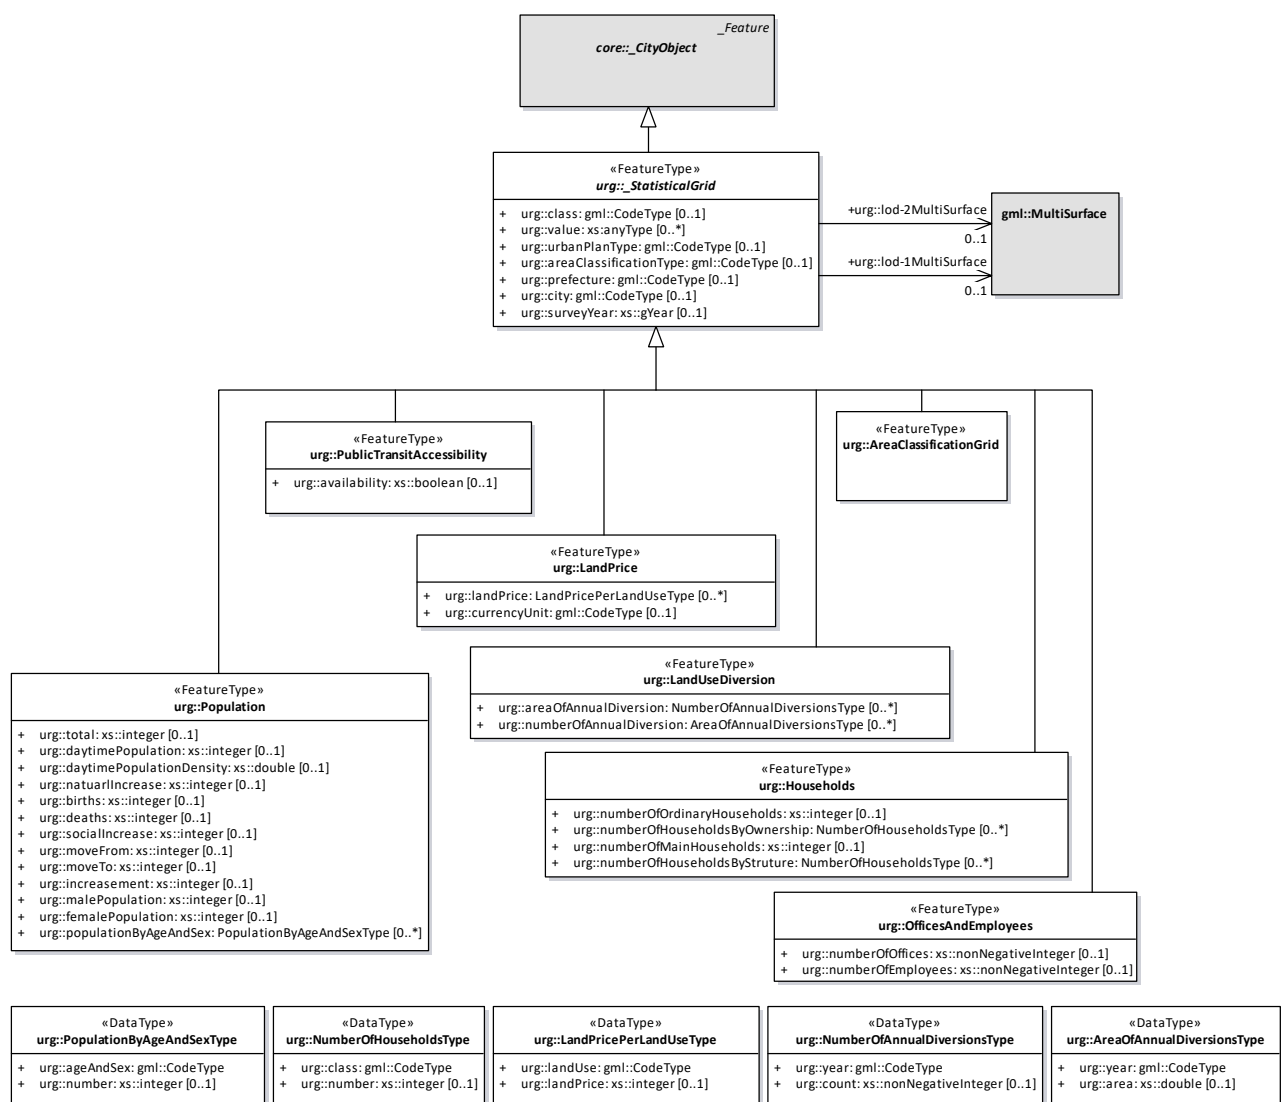 _Feature
core::_CityObject
«FeatureType»
urg::_StatisticalGrid
+ urg::class: gml::CodeType [0..1]
+ urg::value: xs:anyType [0..*]
+ urg::urbanPlanType: gml::CodeType [0..1]
+ urg::areaClassificationType: gml::CodeType [0..1]
+ urg::prefecture: gml::CodeType [0..1]
+ urg::city: gml::CodeType [0..1]
+ urg::surveyYear: xs::gYear [0..1]
+urg::lod-2MultiSurface
0..1
+urg::lod-1MultiSurface
0..1
gml::MultiSurface
«FeatureType»
urg::PublicTransitAccessibility
+ urg::availability: xs::boolean [0..1]
«FeatureType»
urg::AreaClassificationGrid
«FeatureType»
urg::LandPrice
+ urg::landPrice: LandPricePerLandUseType [0..*]
+ urg::currencyUnit: gml::CodeType [0..1]
«FeatureType»
urg::LandUseDiversion
+ urg::areaOfAnnualDiversion: NumberOfAnnualDiversionsType [0..*]
+ urg::numberOfAnnualDiversion: AreaOfAnnualDiversionsType [0..*]
«FeatureType»
urg::Population
+ urg::total: xs::integer [0..1]
+ urg::daytimePopulation: xs::integer [0..1]
+ urg::daytimePopulationDensity: xs::double [0..1]
+ urg::natuarlIncrease: xs::integer [0..1]
+ urg::births: xs::integer [0..1]
+ urg::deaths: xs::integer [0..1]
+ urg::socialIncrease: xs::integer [0..1]
+ urg::moveFrom: xs::integer [0..1]
+ urg::moveTo: xs::integer [0..1]
+ urg::increasement: xs::integer [0..1]
+ urg::malePopulation: xs::integer [0..1]
+ urg::femalePopulation: xs::integer [0..1]
+ urg::populationByAgeAndSex: PopulationByAgeAndSexType [0..*]
«FeatureType»
urg::Households
+ urg::numberOfOrdinaryHouseholds: xs::integer [0..1]
+ urg::numberOfHouseholdsByOwnership: NumberOfHouseholdsType [0..*]
+ urg::numberOfMainHouseholds: xs::integer [0..1]
+ urg::numberOfHouseholdsByStruture: NumberOfHouseholdsType [0..*]
«FeatureType»
urg::OfficesAndEmployees
+ urg::numberOfOffices: xs::nonNegativeInteger [0..1]
+ urg::numberOfEmployees: xs::nonNegativeInteger [0..1]
«DataType»
urg::PopulationByAgeAndSexType
+ urg::ageAndSex: gml::CodeType
+ urg::number: xs::integer [0..1]
«DataType»
urg::NumberOfHouseholdsType
+ urg::class: gml::CodeType
+ urg::number: xs::integer [0..1]
«DataType»
urg::LandPricePerLandUseType
+ urg::landUse: gml::CodeType
+ urg::landPrice: xs::integer [0..1]
«DataType»
urg::NumberOfAnnualDiversionsType
+ urg::year: gml::CodeType
+ urg::count: xs::nonNegativeInteger [0..1]
«DataType»
urg::AreaOfAnnualDiversionsType
+ urg::year: gml::CodeType
+ urg::area: xs::double [0..1]